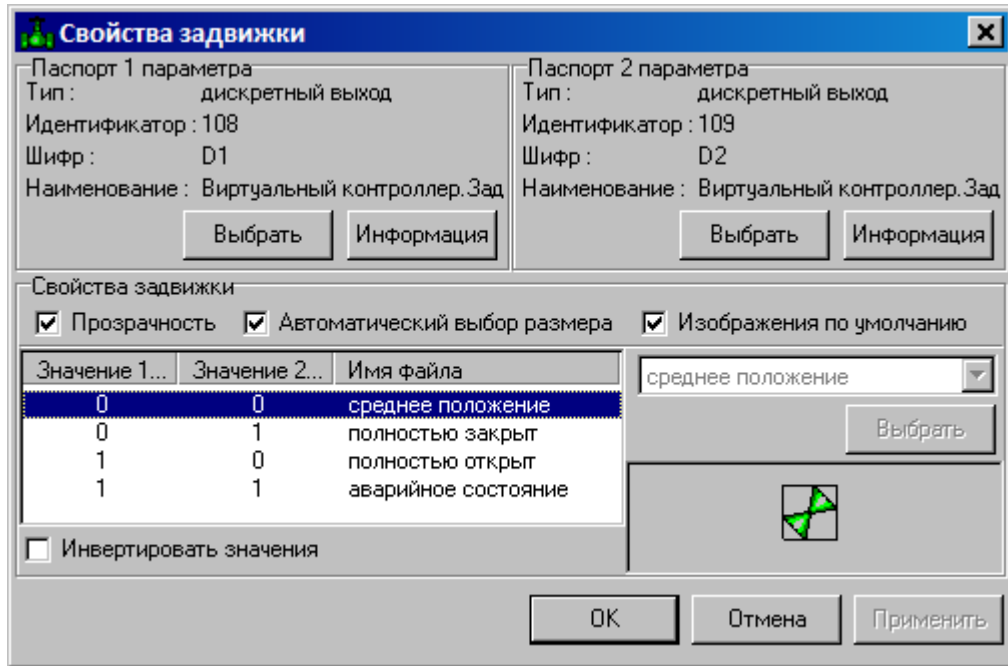 Свойства задвижки
Паспорт 1 параметра
Тип : дискретный выход
Идентификатор : 108
Шифр : D1
Наименование : Виртуальный контроллер.Зад
Выбрать Информация
Паспорт 2 параметра
Тип : дискретный выход
Идентификатор : 109
Шифр : D2
Наименование : Виртуальный контроллер.Зад
Выбрать Информация
Свойства задвижки
Прозрачность Автоматический выбор размера Изображения по умолчанию
Значение 1... Значение 2... Имя файла
0 0 среднее положение
0 1 полностью закрыт
1 0 полностью открыт
1 1 аварийное состояние
Инвертировать значения
среднее положение
Выбрать
OK Отмена Применить